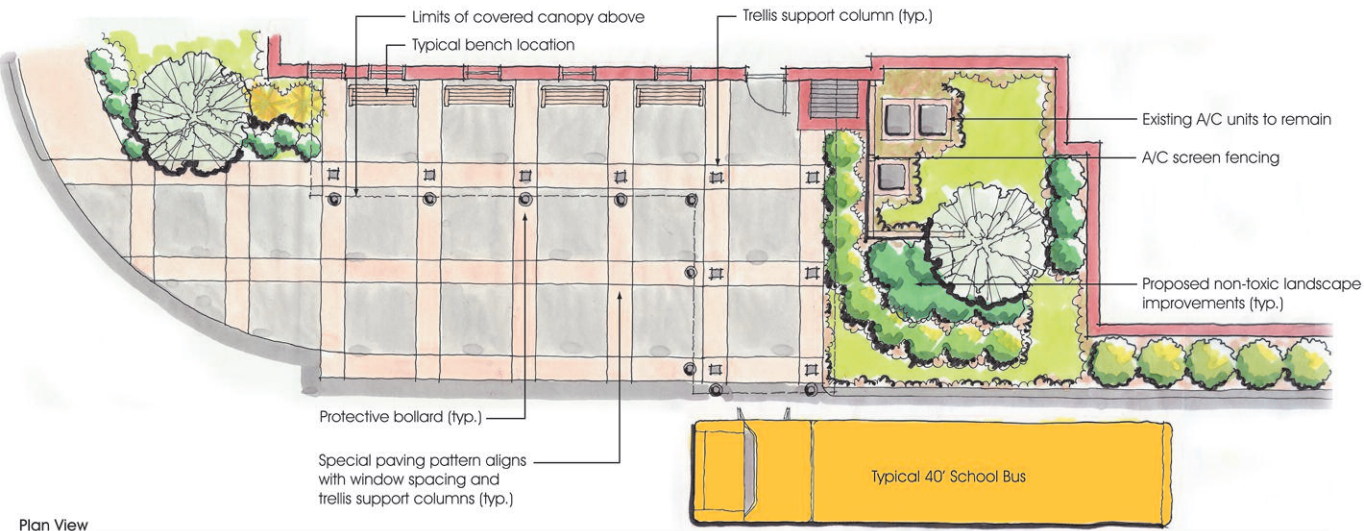 Limits of covered canopy above
Typical bench location
Trellis support column (typ.)
Existing A/C units to remain
A/C screen fencing
Proposed non-toxic landscape
improvements (typ.)
Protective bollard (typ.)
Special paving pattern aligns
with window spacing and
trellis support columns (typ.)
Typical 40' School Bus
Plan View